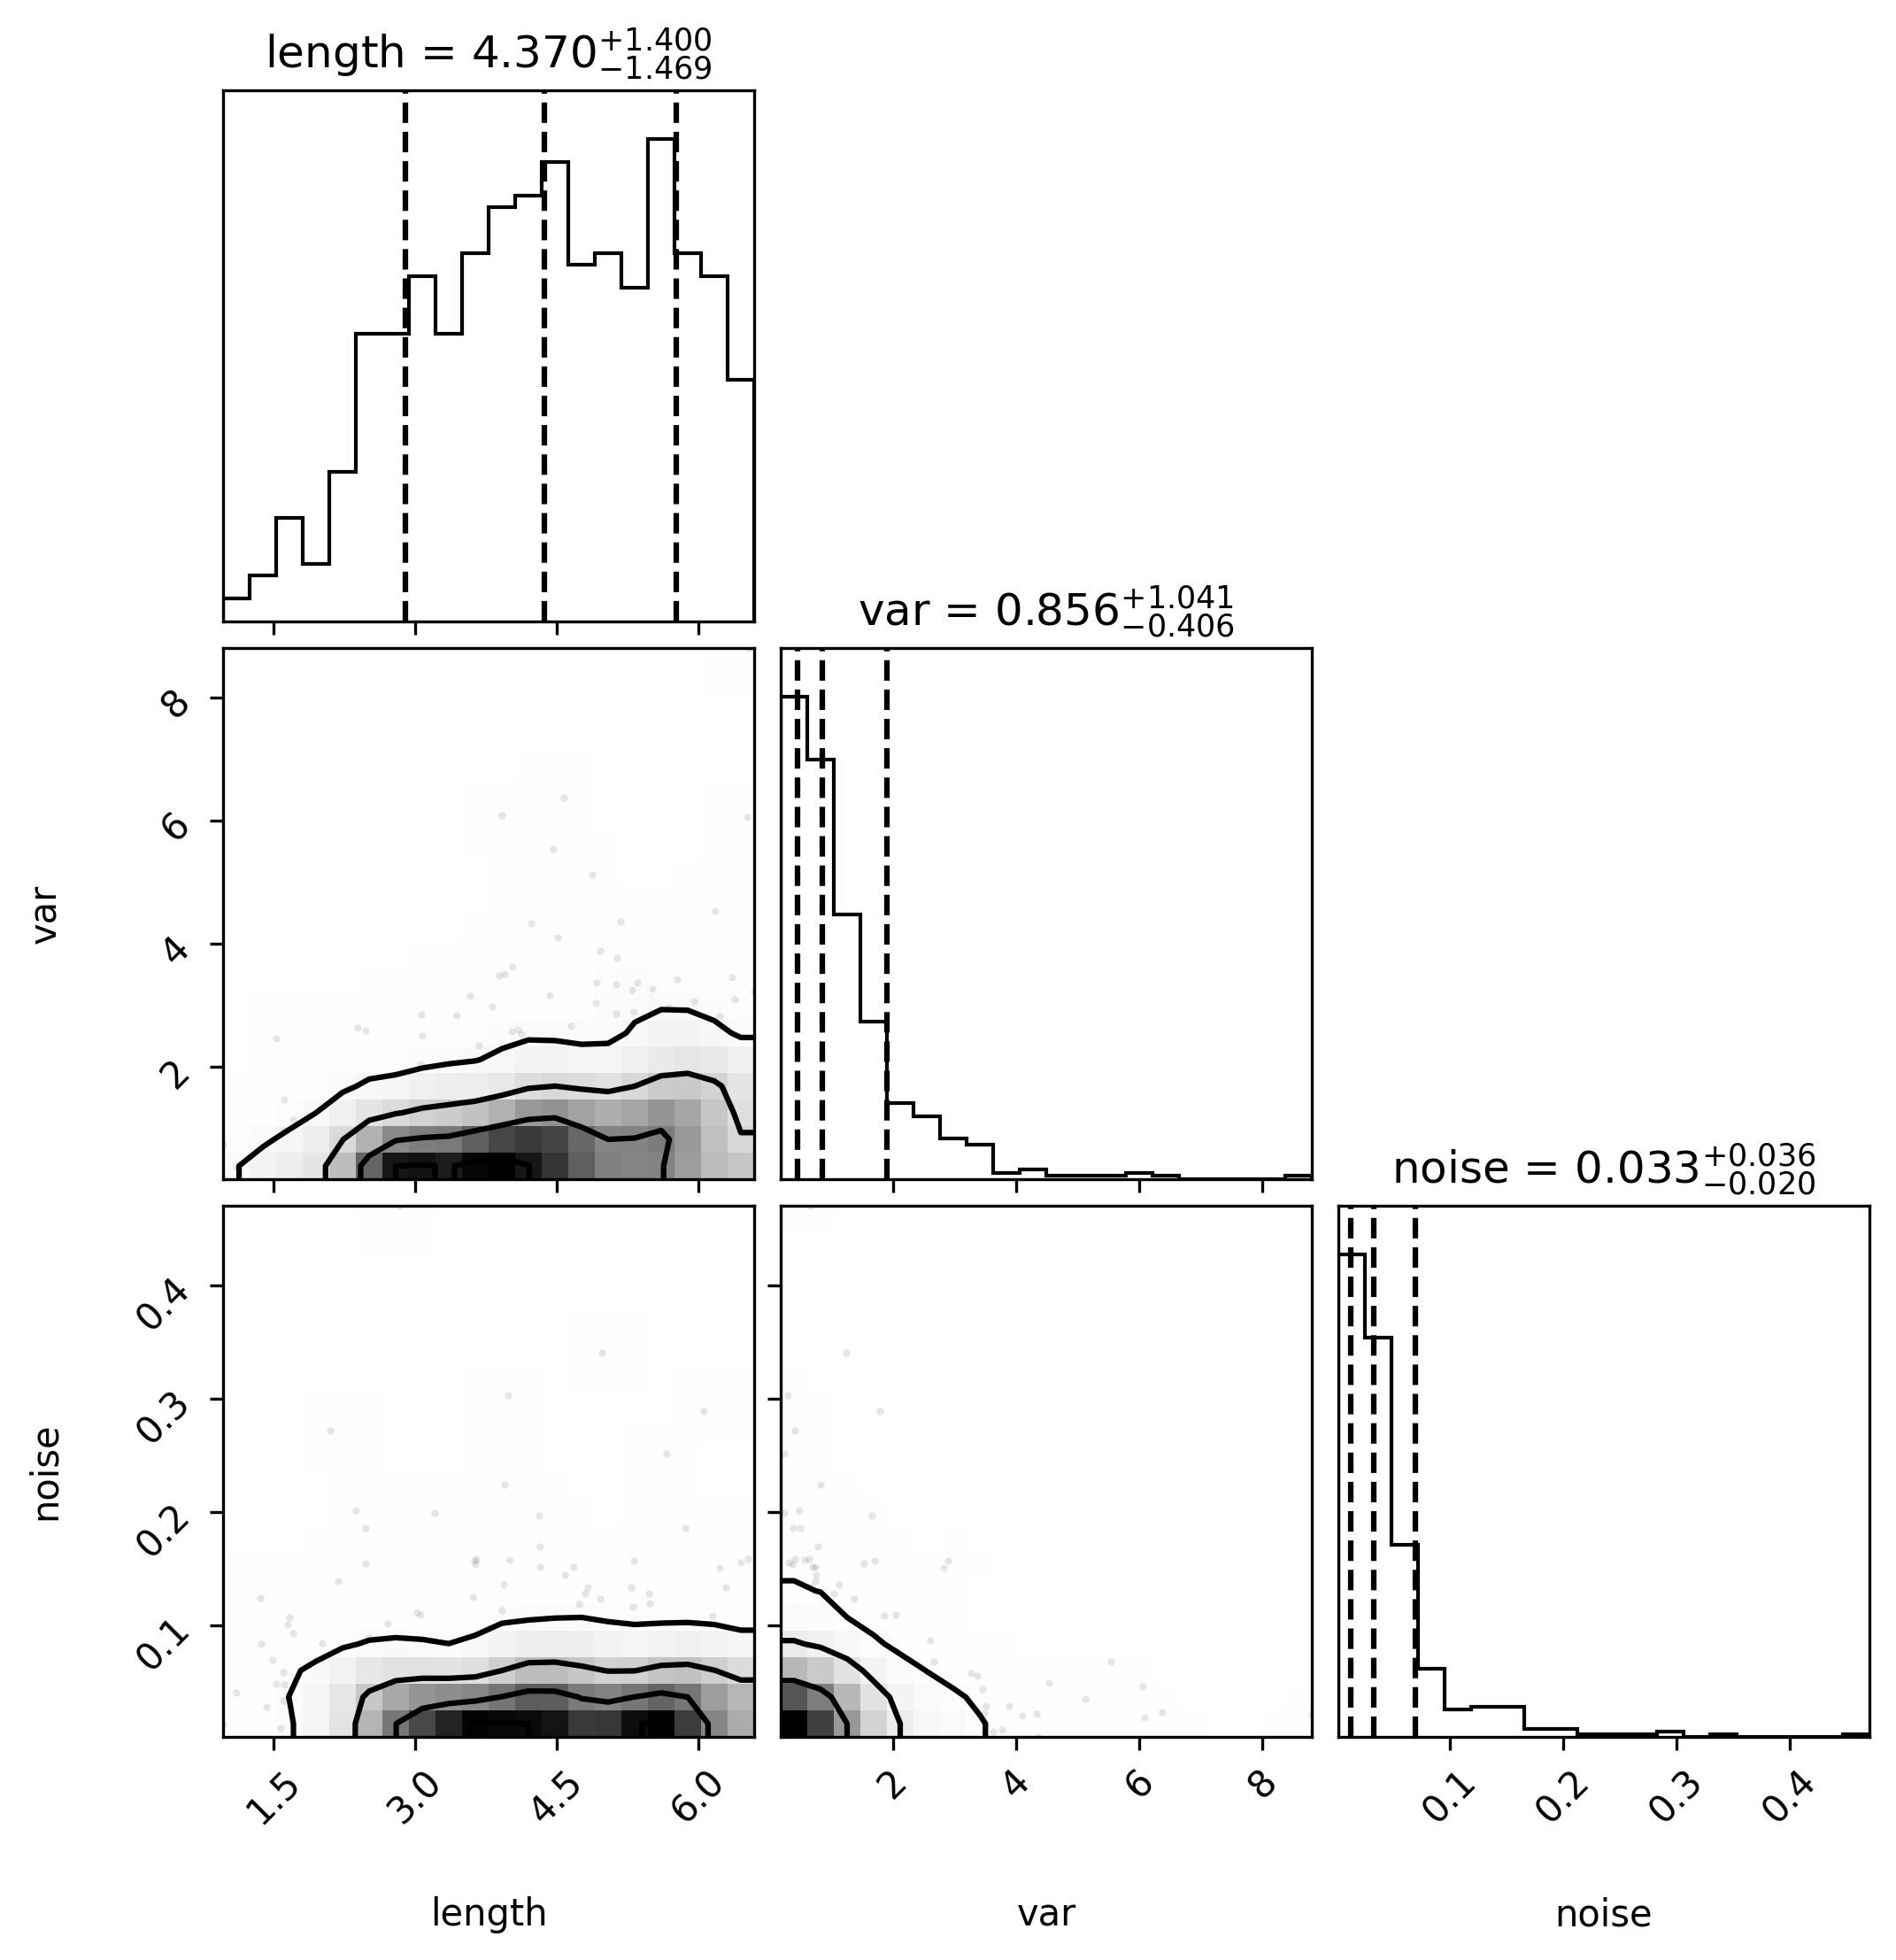 length = 4.370 +1.400 −1.469
var = 0.856 +1.041 −0.406
8
6
4
2
var
noise = 0.033 +0.036 −0.020
0.4
0.3
0.2
0.1
noise
1.5 3.0 4.5 6.0 2 4 6 8 0.1 0.2 0.3 0.4
length var noise